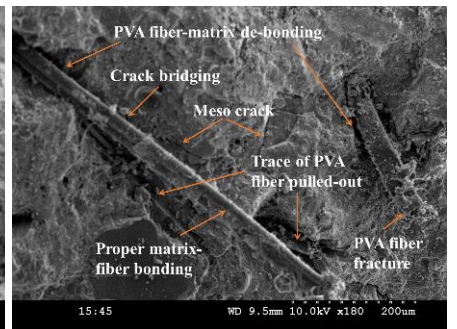 PVA fiber-matrix de-bonding
Crack bridging
Meso crack
Trace of PVA
fiber pulled-out
Proper matrix-
fiber bonding
PVA fiber
fracture
15:45
WD 9.5mm 10.0kV x180 200um